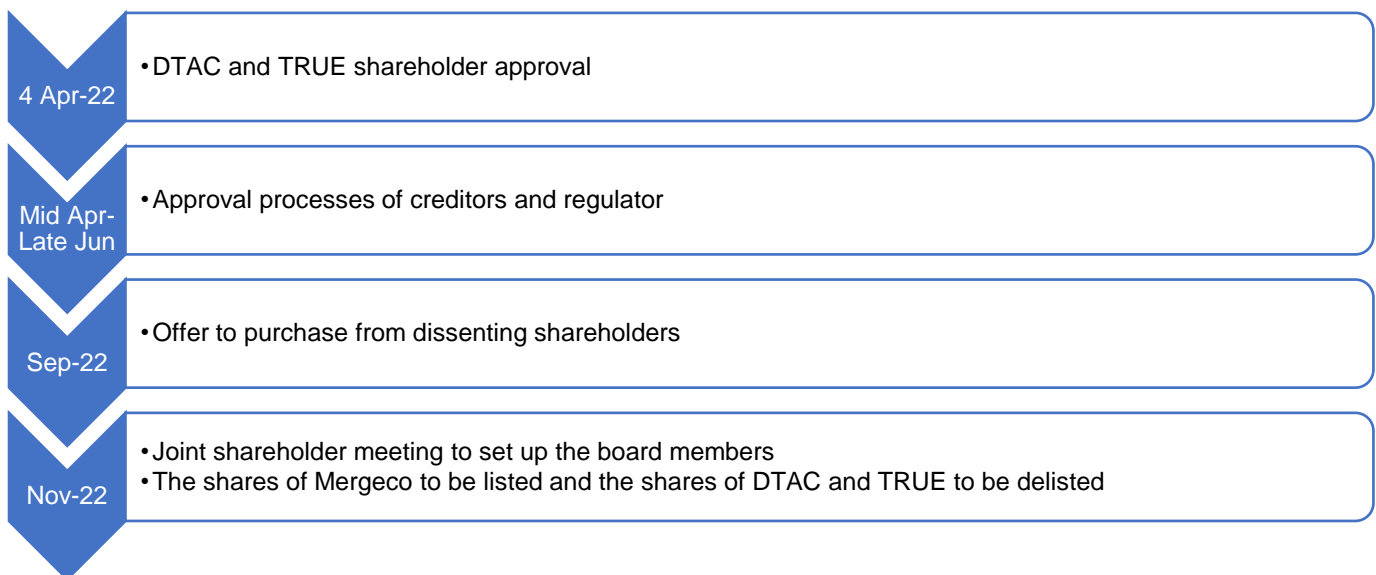 4 Apr-22
•DTAC and TRUE shareholder approval
Mid Apr-
Late Jun
•Approval processes of creditors and regulator
Sep-22
•Offer to purchase from dissenting shareholders
Nov-22
•Joint shareholder meeting to set up the board members
•The shares of Mergeco to be listed and the shares of DTAC and TRUE to be delisted